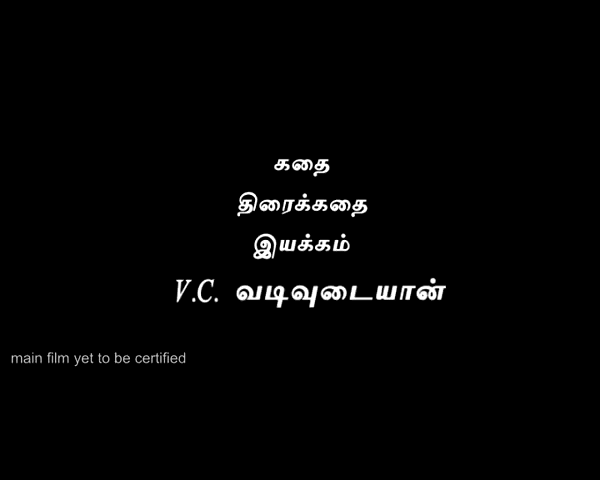 கதை
திரைக்கதை
இயக்கம்
V.C. வடிவுடையான்
main film yet to be certified